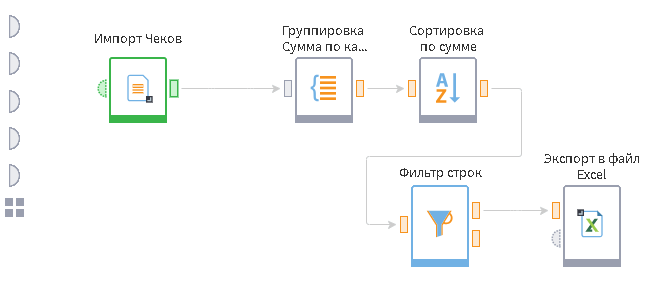 Импорт Чеков
Группировка
Сумма по ка...
Сортировка
по сумме
A
Z
Фильтр строк
Экспорт в файл
Excel
X